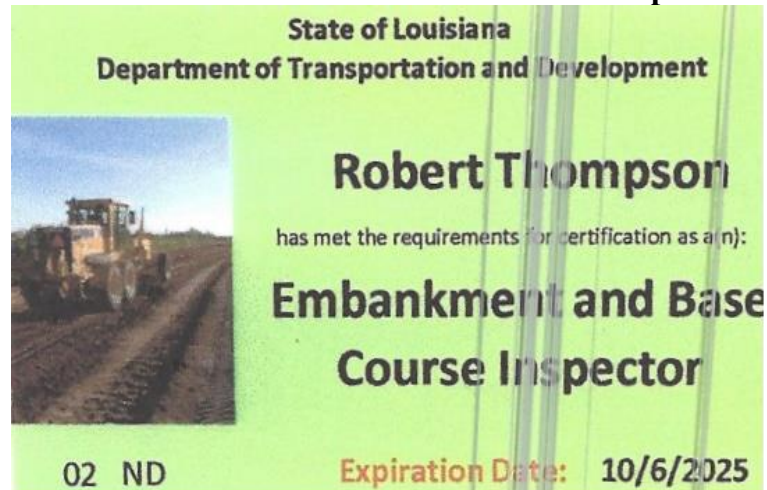 State of Louisiana
Department of Transportation and Development
Robert Thompson
has met the requirements for certification as a(n):
Embankment and Base
Course Inspector
02 ND
Expiration Date: 10/6/2025